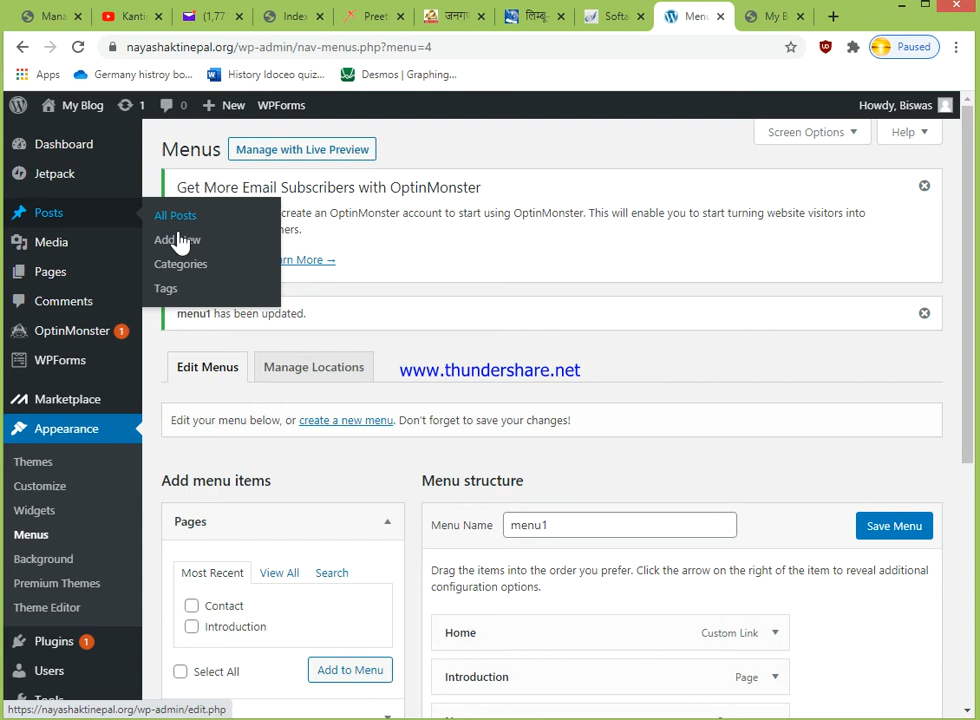 Mana
Kanti
(1,77
Index
Preet
जनगण
लिम्बू
Softa
Menu
My B
nayashaktinepal.org/wp-admin/nav-menus.php?menu=4
Paused
Apps
Germany histroy bo...
History Idoceo quiz...
Desmos | Graphing...
My Blog 1 0 New WPForms
Howdy, Biswas
Screen Options
Help
Dashboard
Jetpack
Posts
Media
Pages
Comments
OptinMonster 1
WPForms
Marketplace
Appearance
Themes
Customize
Widgets
Menus
Background
Premium Themes
Theme Editor
Plugins 1
Users
All Posts
Add New
Categories
Tags
Menus
Manage with Live Preview
Get More Email Subscribers with OptinMonster
create an OptinMonster account to start using OptinMonster. This will enable you to start turning website visitors into
More →
menu1 has been updated.
Edit Menus
Manage Locations
www.thundershare.net
Edit your menu below, or create a new menu. Don't forget to save your changes!
Add menu items
Pages
Most Recent
View All
Search
Contact
Introduction
Select All
Add to Menu
Menu structure
Menu Name
menu1
Save Menu
Drag the items into the order you prefer. Click the arrow on the right of the item to reveal additional
configuration options.
Home
Custom Link
Introduction
Page
https://nayashaktinepal.org/wp-admin/edit.php